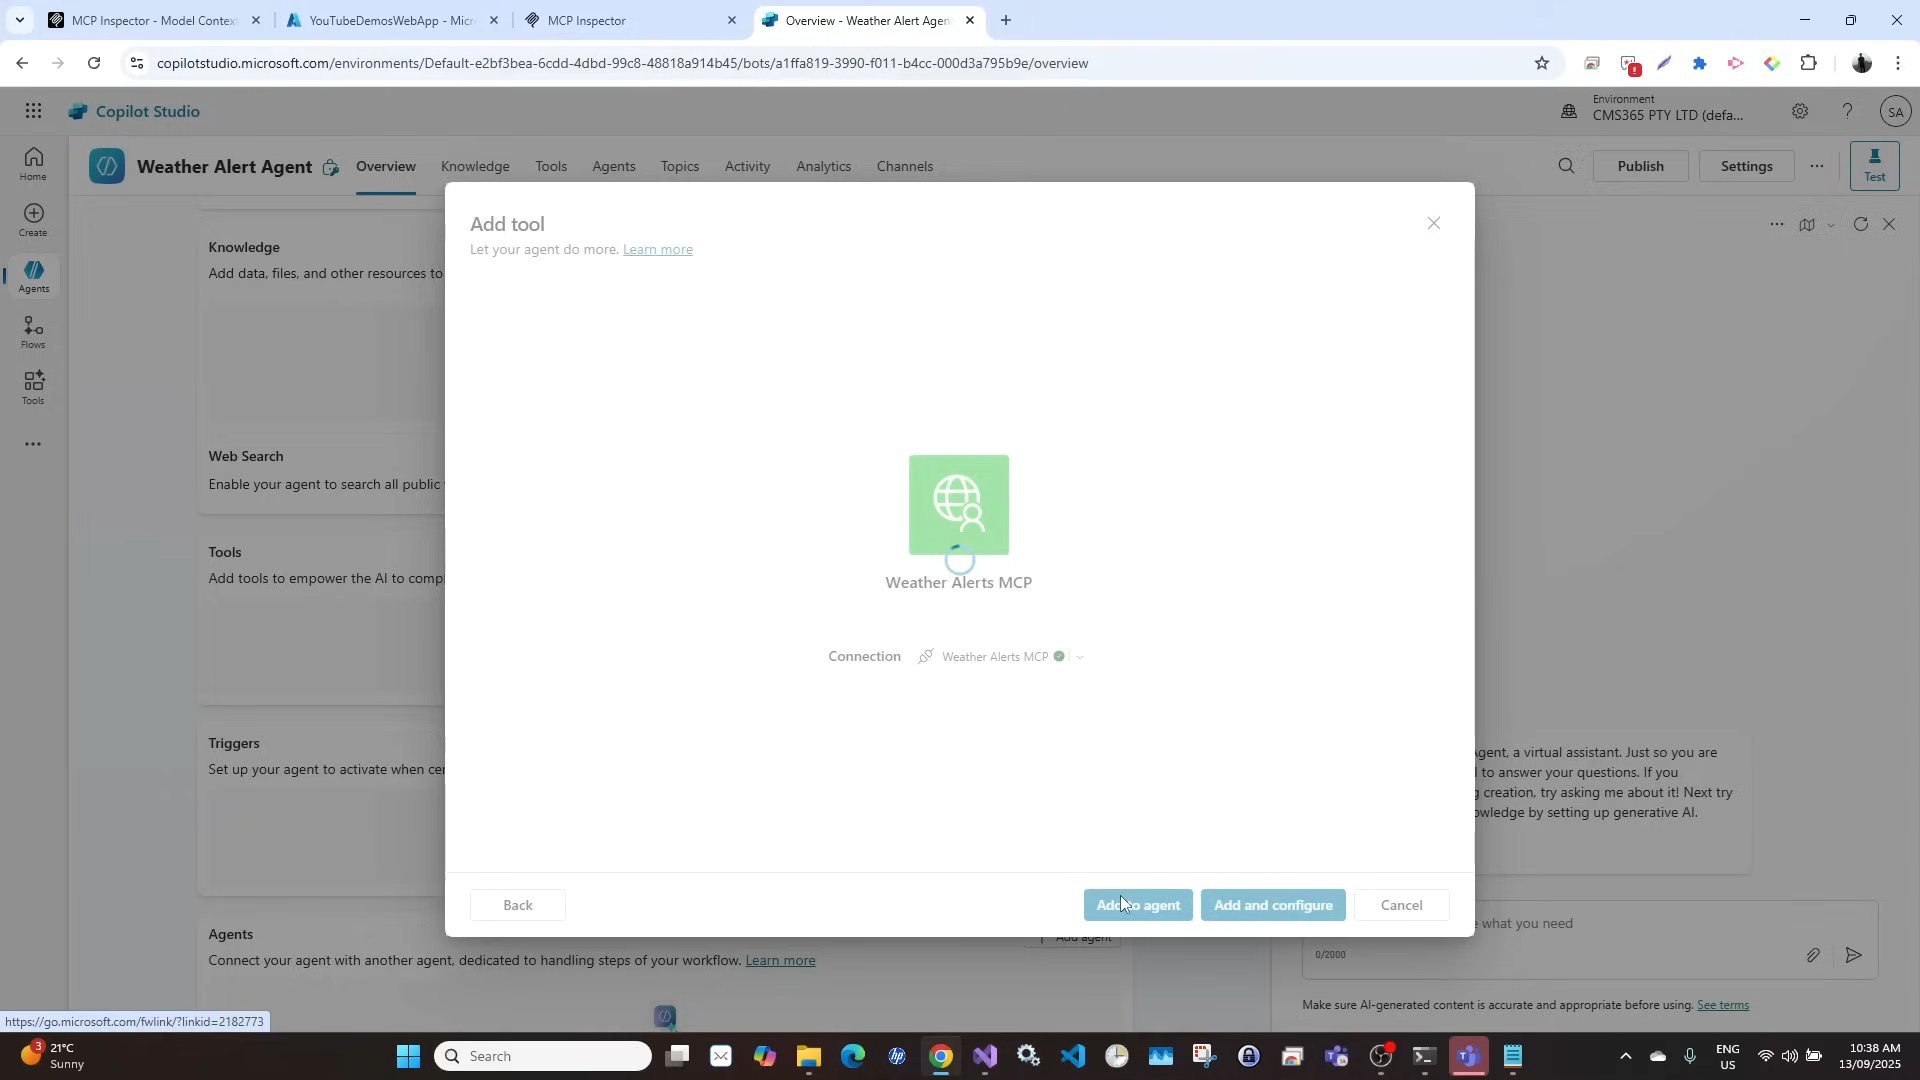 MCP Inspector - Model Context
YouTubeDemosWebApp - Micr
MCP Inspector
Overview - Weather Alert Agent
copilotstudio.microsoft.com/environments/Default-e2bf3bea-6cdd-4dbd-99c8-48818a914b45/bots/a1ffa819-3990-f011-b4cc-000d3a795b9e/overview
Copilot Studio
Environment
CMS365 PTY LTD (defa...
SA
Home
Create
Agents
Flows
Tools
Weather Alert Agent
Overview
Knowledge
Tools
Agents
Topics
Activity
Analytics
Channels
Publish
Settings
Test
Knowledge
Add data, files, and other resources to
Web Search
Enable your agent to search all public
Tools
Add tools to empower the AI to comp
Triggers
Set up your agent to activate when cer
Agents
Add agent
Connect your agent with another agent, dedicated to handling steps of your workflow. Learn more
Add tool
Let your agent do more. Learn more
Weather Alerts MCP
Connection
Weather Alerts MCP
Back
Add to agent
Add and configure
Cancel
Agent, a virtual assistant. Just so you are
to answer your questions. If you
g creation, try asking me about it! Next try
owledge by setting up generative AI.
what you need
0/2000
Make sure AI-generated content is accurate and appropriate before using. See terms
https://go.microsoft.com/fwlink/?linkid=2182773
3
21°C
Sunny
Search
ENG
US
10:38 AM
13/09/2025